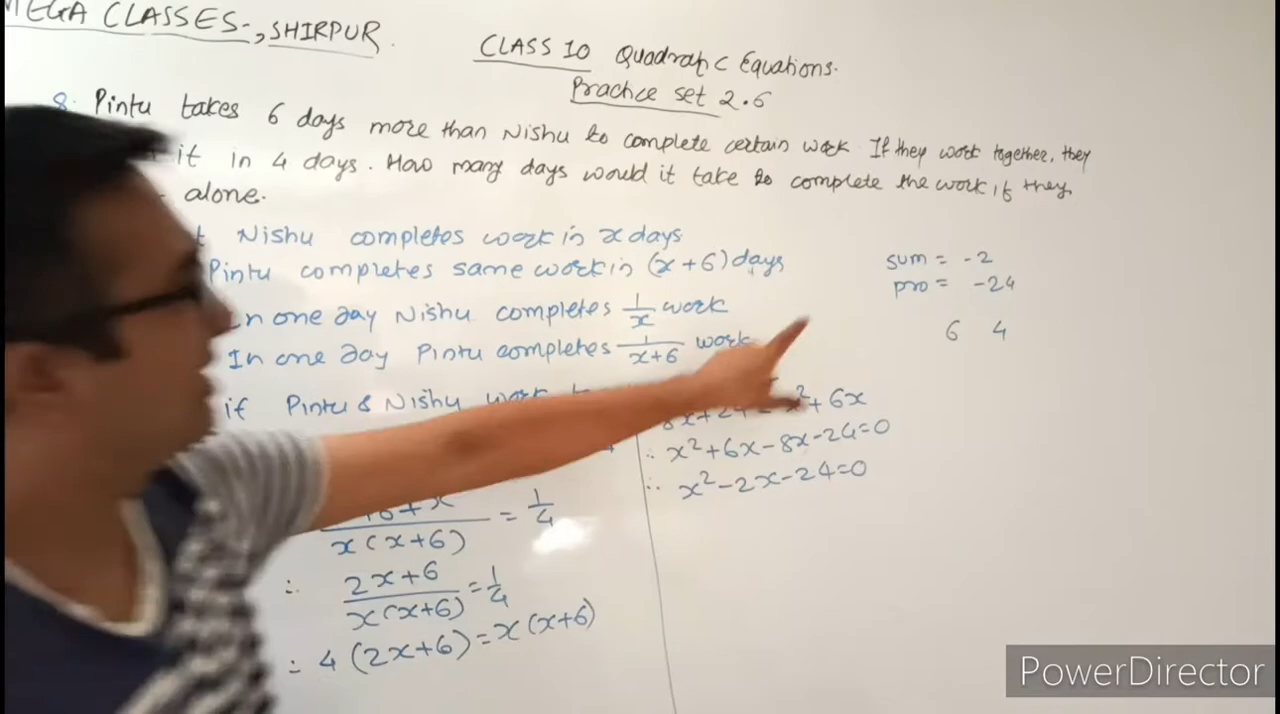 MEGA CLASSES-, SHIRPUR.
CLASS 10 Quadratic Equations.
Practice set 2.6
8. Pintu takes 6 days more than Nishu to complete certain work. If they work together, they
it in 4 days. How many days would it take to complete the work if they
alone.
Nishu completes work in x days
Pintu completes same work in (x+6) days
In one day Nishu completes 1/x work
In one day Pintu completes 1/x+6 work
if Pintu & Nishu work
+x / x(x+6) = 1/4
∴ 2x+6 / x(x+6) = 1/4
∴ 4(2x+6) = x(x+6)
sum = -2
pro = -24
6 4
8x+24 = x²+6x
∴ x²+6x-8x-24=0
∴ x²-2x-24=0
PowerDirector